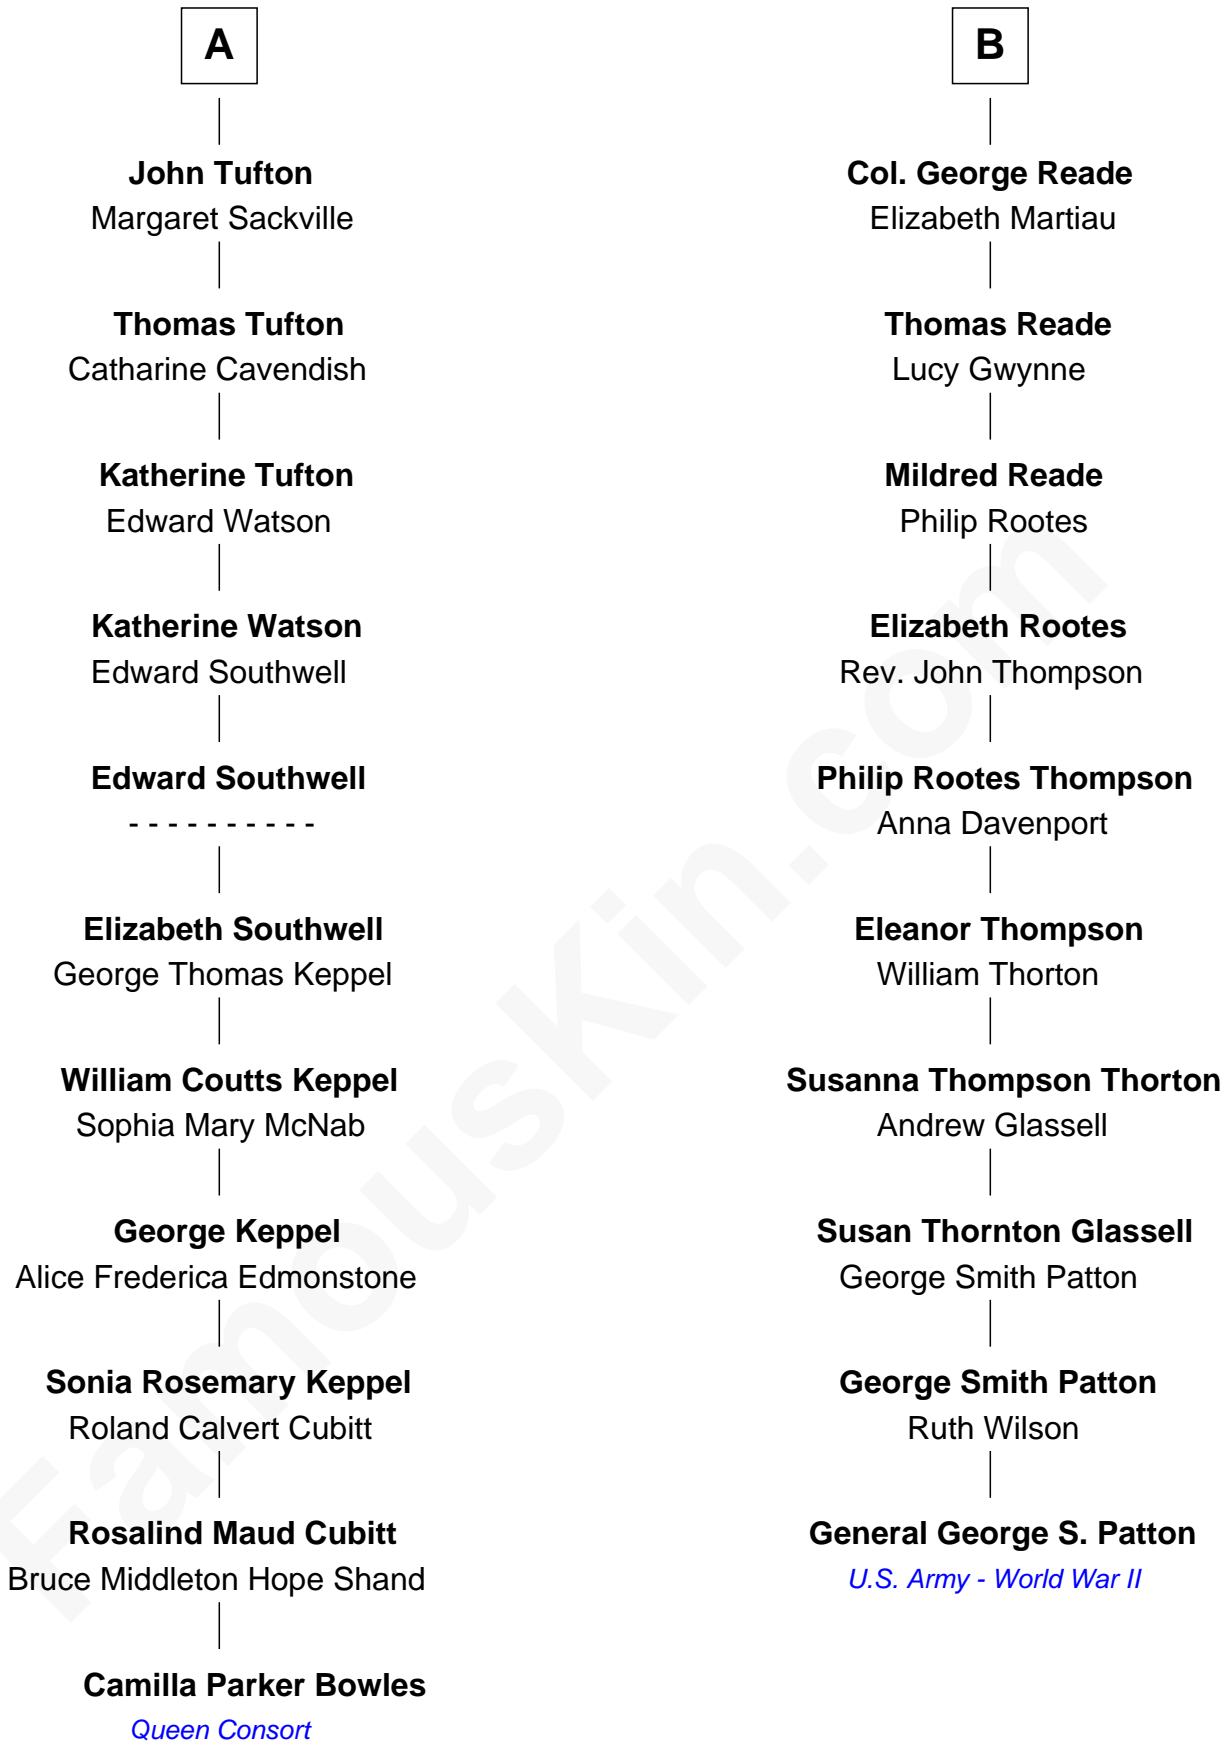 A
John Tufton
Margaret Sackville
Thomas Tufton
Catharine Cavendish
Katherine Tufton
Edward Watson
Katherine Watson
Edward Southwell
Edward Southwell
- - - - - - - - - -
Elizabeth Southwell
George Thomas Keppel
William Coutts Keppel
Sophia Mary McNab
George Keppel
Alice Frederica Edmonstone
Sonia Rosemary Keppel
Roland Calvert Cubitt
Rosalind Maud Cubitt
Bruce Middleton Hope Shand
Camilla Parker Bowles
Queen Consort
B
Col. George Reade
Elizabeth Martiau
Thomas Reade
Lucy Gwynne
Mildred Reade
Philip Rootes
Elizabeth Rootes
Rev. John Thompson
Philip Rootes Thompson
Anna Davenport
Eleanor Thompson
William Thorton
Susanna Thompson Thorton
Andrew Glassell
Susan Thornton Glassell
George Smith Patton
George Smith Patton
Ruth Wilson
General George S. Patton
U.S. Army - World War II
FamousKin.com